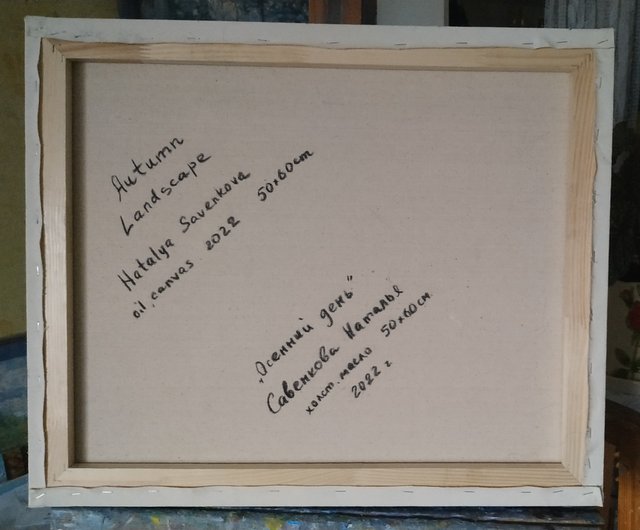 Autumn
Landscape
Natalya Savenkova
oil, canvas 2022 50x60cm
„Осенний день"
Савенкова Наталья
холст. масло 50х60см
2022 г